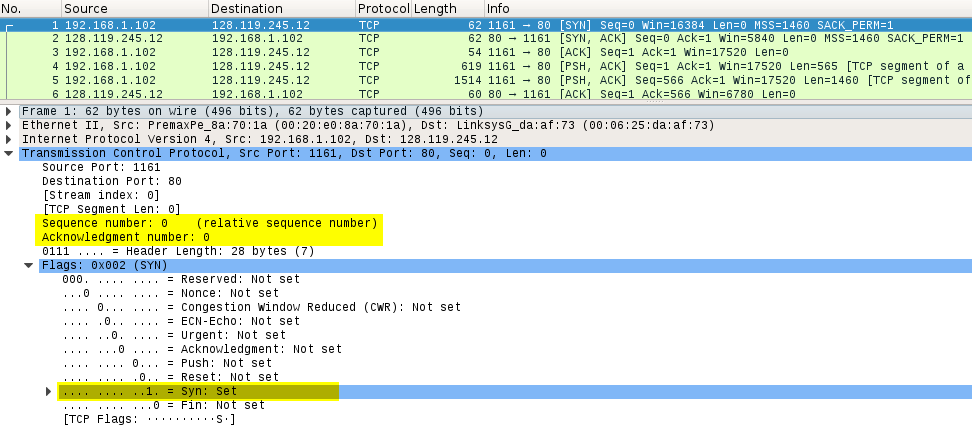 No. Source Destination Protocol Length Info
1 192.168.1.102 128.119.245.12 TCP 62 1161 → 80 [SYN] Seq=0 Win=16384 Len=0 MSS=1460 SACK_PERM=1
2 128.119.245.12 192.168.1.102 TCP 62 80 → 1161 [SYN, ACK] Seq=0 Ack=1 Win=5840 Len=0 MSS=1460 SACK_PERM=1
3 192.168.1.102 128.119.245.12 TCP 54 1161 → 80 [ACK] Seq=1 Ack=1 Win=17520 Len=0
4 192.168.1.102 128.119.245.12 TCP 619 1161 → 80 [PSH, ACK] Seq=1 Ack=1 Win=17520 Len=565 [TCP segment of a
5 192.168.1.102 128.119.245.12 TCP 1514 1161 → 80 [PSH, ACK] Seq=566 Ack=1 Win=17520 Len=1460 [TCP segment of
6 128.119.245.12 192.168.1.102 TCP 60 80 → 1161 [ACK] Seq=1 Ack=566 Win=6780 Len=0
Frame 1: 62 bytes on wire (496 bits), 62 bytes captured (496 bits)
Ethernet II, Src: PremaxPe_8a:70:1a (00:20:e0:8a:70:1a), Dst: LinksysG_da:af:73 (00:06:25:da:af:73)
Internet Protocol Version 4, Src: 192.168.1.102, Dst: 128.119.245.12
Transmission Control Protocol, Src Port: 1161, Dst Port: 80, Seq: 0, Len: 0
Source Port: 1161
Destination Port: 80
[Stream index: 0]
[TCP Segment Len: 0]
Sequence number: 0 (relative sequence number)
Acknowledgment number: 0
0111 .... = Header Length: 28 bytes (7)
Flags: 0x002 (SYN)
000. .... .... = Reserved: Not set
...0 .... .... = Nonce: Not set
.... 0... .... = Congestion Window Reduced (CWR): Not set
.... .0.. .... = ECN-Echo: Not set
.... ..0. .... = Urgent: Not set
.... ...0 .... = Acknowledgment: Not set
.... .... 0... = Push: Not set
.... .... .0.. = Reset: Not set
.... .... ..1. = Syn: Set
.... .... ...0 = Fin: Not set
[TCP Flags: ··········S·]